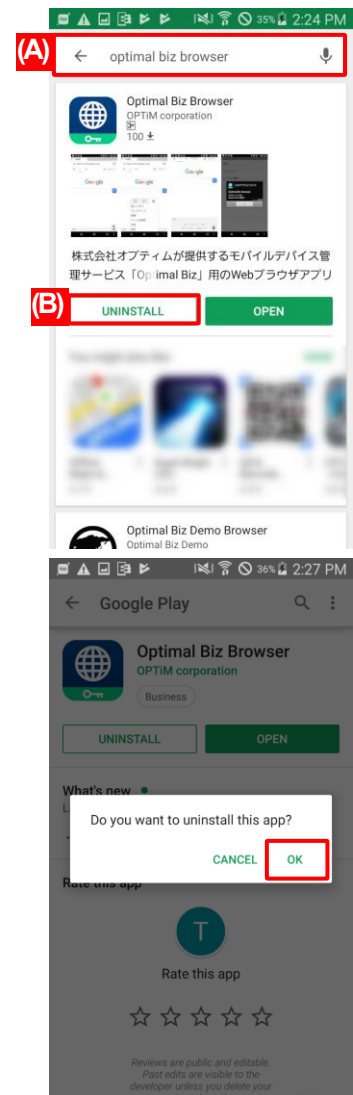 35% 2:24 PM
(A)
optimal biz browser
Optimal Biz Browser
OPTiM corporation
3+
100
株式会社オプティムが提供するモバイルデバイス管
理サービス「Optimal Biz」用のWebブラウザアプリ
(B)
UNINSTALL
OPEN
You might also like
Optimal Biz Demo Browser
Optimal Biz Demo
36% 2:27 PM
Google Play
Optimal Biz Browser
OPTiM corporation
Business
UNINSTALL
OPEN
What's new
Do you want to uninstall this app?
CANCEL
OK
Rate this app
T
Rate this app
Reviews are public and editable.
Past edits are visible to the
developer unless you delete your